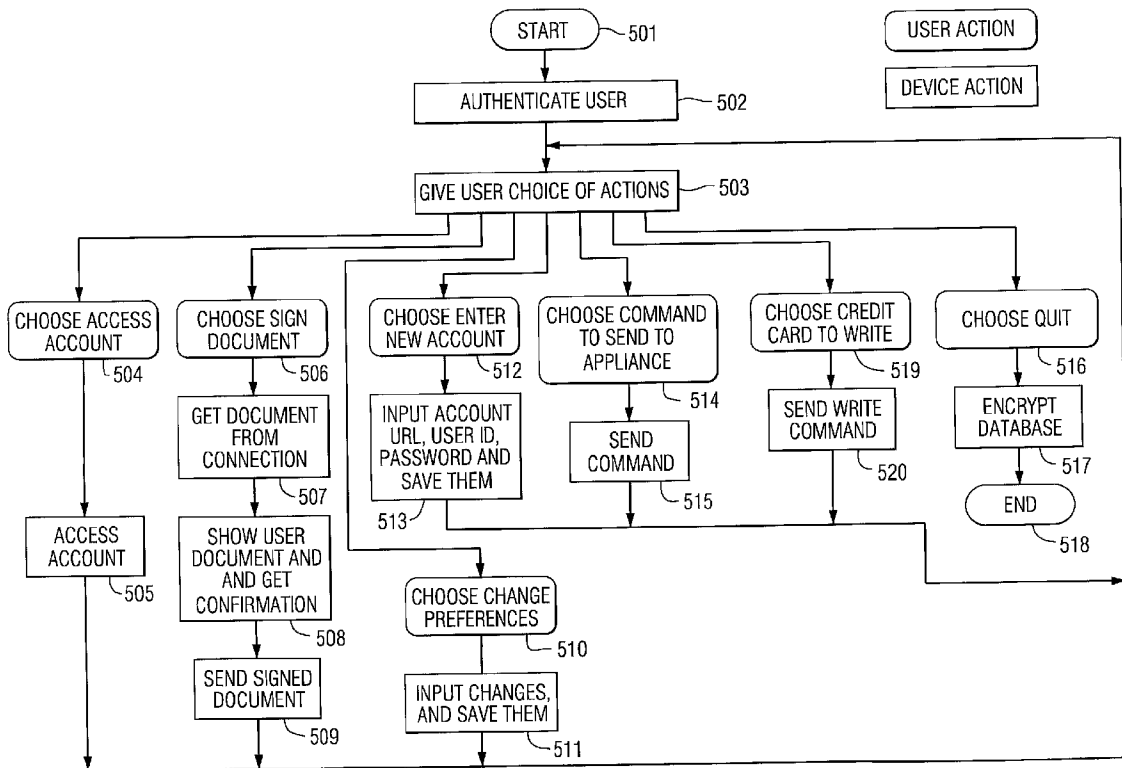 START
501
USER ACTION
DEVICE ACTION
AUTHENTICATE USER
502
GIVE USER CHOICE OF ACTIONS
503
CHOOSE ACCESS
ACCOUNT
504
CHOOSE SIGN
DOCUMENT
506
CHOOSE ENTER
NEW ACCOUNT
512
CHOOSE COMMAND
TO SEND TO
APPLIANCE
514
CHOOSE CREDIT
CARD TO WRITE
519
CHOOSE QUIT
516
GET DOCUMENT
FROM
CONNECTION
507
INPUT ACCOUNT
URL, USER ID,
PASSWORD AND
SAVE THEM
513
SEND
COMMAND
515
SEND WRITE
COMMAND
520
ENCRYPT
DATABASE
517
END
518
ACCESS
ACCOUNT
505
SHOW USER
DOCUMENT AND
AND GET
CONFIRMATION
508
CHOOSE CHANGE
PREFERENCES
510
SEND SIGNED
DOCUMENT
509
INPUT CHANGES,
AND SAVE THEM
511